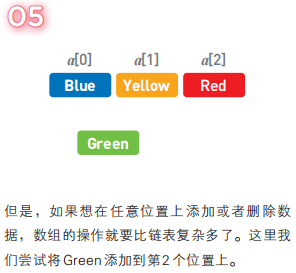 05
a[0] a[1] a[2]
Blue Yellow Red
Green
但是，如果想在任意位置上添加或者删除数
据，数组的操作就要比链表复杂多了。这里我
们尝试将Green添加到第2个位置上。